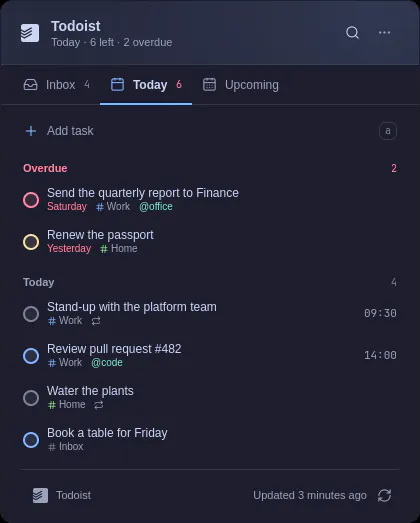 Todoist
Today · 6 left · 2 overdue
Inbox 4 Today 6 Upcoming
Add task a
Overdue 2
Send the quarterly report to Finance
Saturday # Work @office
Renew the passport
Yesterday # Home
Today 4
Stand-up with the platform team 09:30
# Work
Review pull request #482 14:00
# Work @code
Water the plants
# Home
Book a table for Friday
# Inbox
Todoist Updated 3 minutes ago